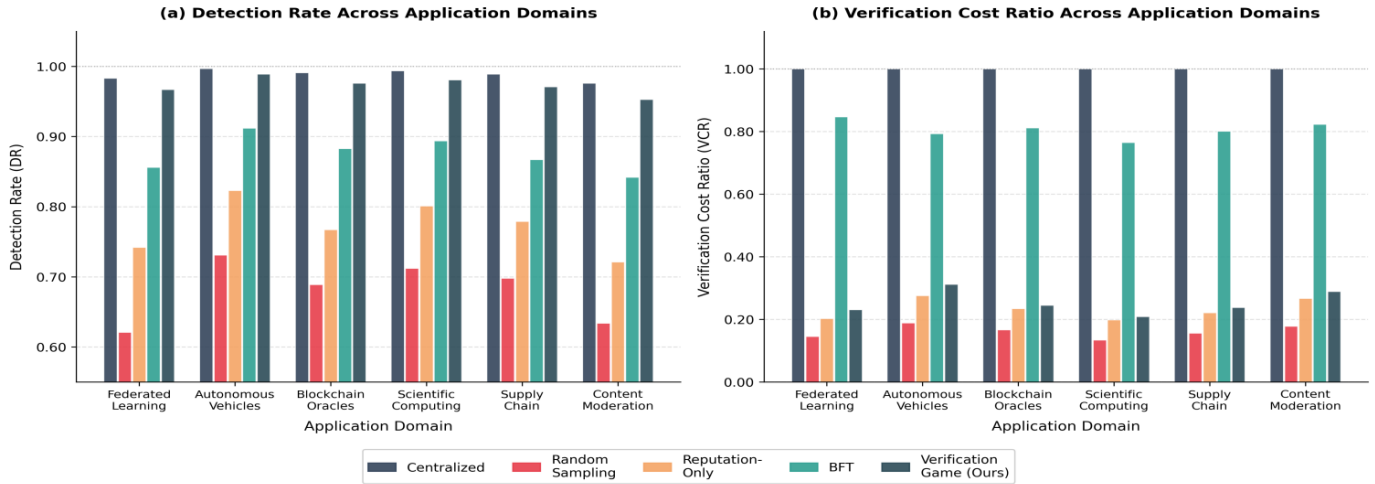 (a) Detection Rate Across Application Domains
Detection Rate (DR)
1.00
0.90
0.80
0.70
0.60
Federated
Learning
Autonomous
Vehicles
Blockchain
Oracles
Scientific
Computing
Supply
Chain
Content
Moderation
Application Domain
(b) Verification Cost Ratio Across Application Domains
Verification Cost Ratio (VCR)
1.00
0.80
0.60
0.40
0.20
0.00
Federated
Learning
Autonomous
Vehicles
Blockchain
Oracles
Scientific
Computing
Supply
Chain
Content
Moderation
Application Domain
Centralized
Random
Sampling
Reputation-
Only
BFT
Verification
Game (Ours)